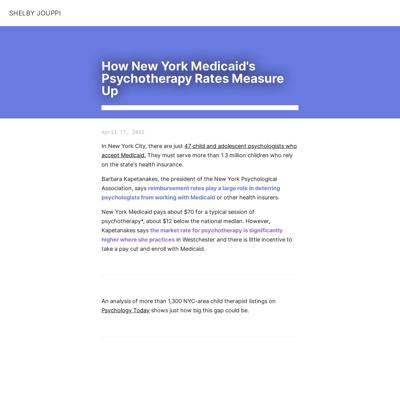 SHELBY JOUPPI
How New York Medicaid's
Psychotherapy Rates Measure
Up
April 17, 2022
In New York City, there are just 47 child and adolescent psychologists who
accept Medicaid. They must serve more than 1.3 million children who rely
on the state's health insurance.
Barbara Kapetanakes, the president of the New York Psychological
Association, says reimbursement rates play a large role in deterring
psychologists from working with Medicaid or other health insurers.
New York Medicaid pays about $70 for a typical session of
psychotherapy*, about $12 below the national median. However,
Kapetanakes says the market rate for psychotherapy is significantly
higher where she practices in Westchester and there is little incentive to
take a pay cut and enroll with Medicaid.
An analysis of more than 1,300 NYC-area child therapist listings on
Psychology Today shows just how big this gap could be.